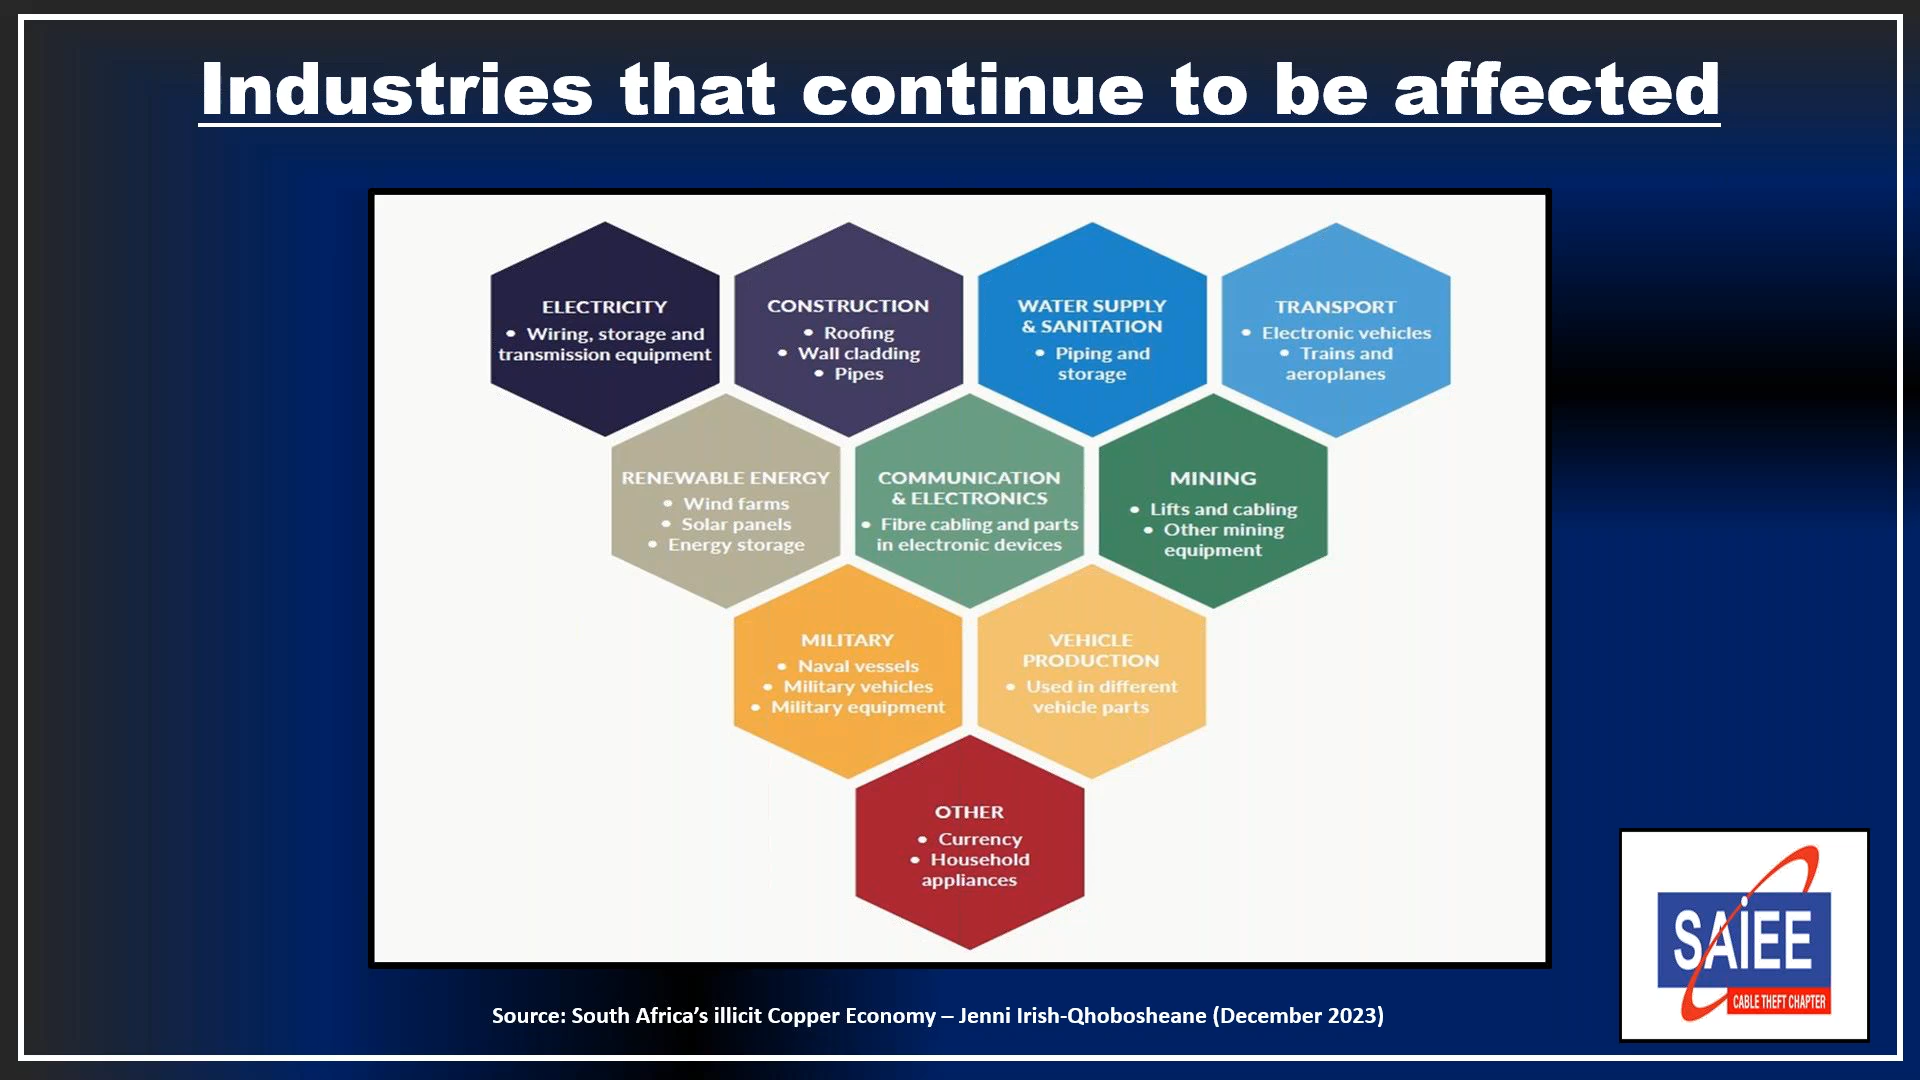 Industries that continue to be affected
ELECTRICITY
• Wiring, storage and
transmission equipment
CONSTRUCTION
• Roofing
• Wall cladding
• Pipes
WATER SUPPLY
& SANITATION
• Piping and
storage
TRANSPORT
• Electronic vehicles
• Trains and
aeroplanes
RENEWABLE ENERGY
• Wind farms
• Solar panels
• Energy storage
COMMUNICATION
& ELECTRONICS
• Fibre cabling and parts
in electronic devices
MINING
• Lifts and cabling
• Other mining
equipment
MILITARY
• Naval vessels
• Military vehicles
• Military equipment
VEHICLE
PRODUCTION
• Used in different
vehicle parts
OTHER
• Currency
• Household
appliances
SAiEE
CABLE THEFT CHAPTER
Source: South Africa’s illicit Copper Economy – Jenni Irish-Qhobosheane (December 2023)